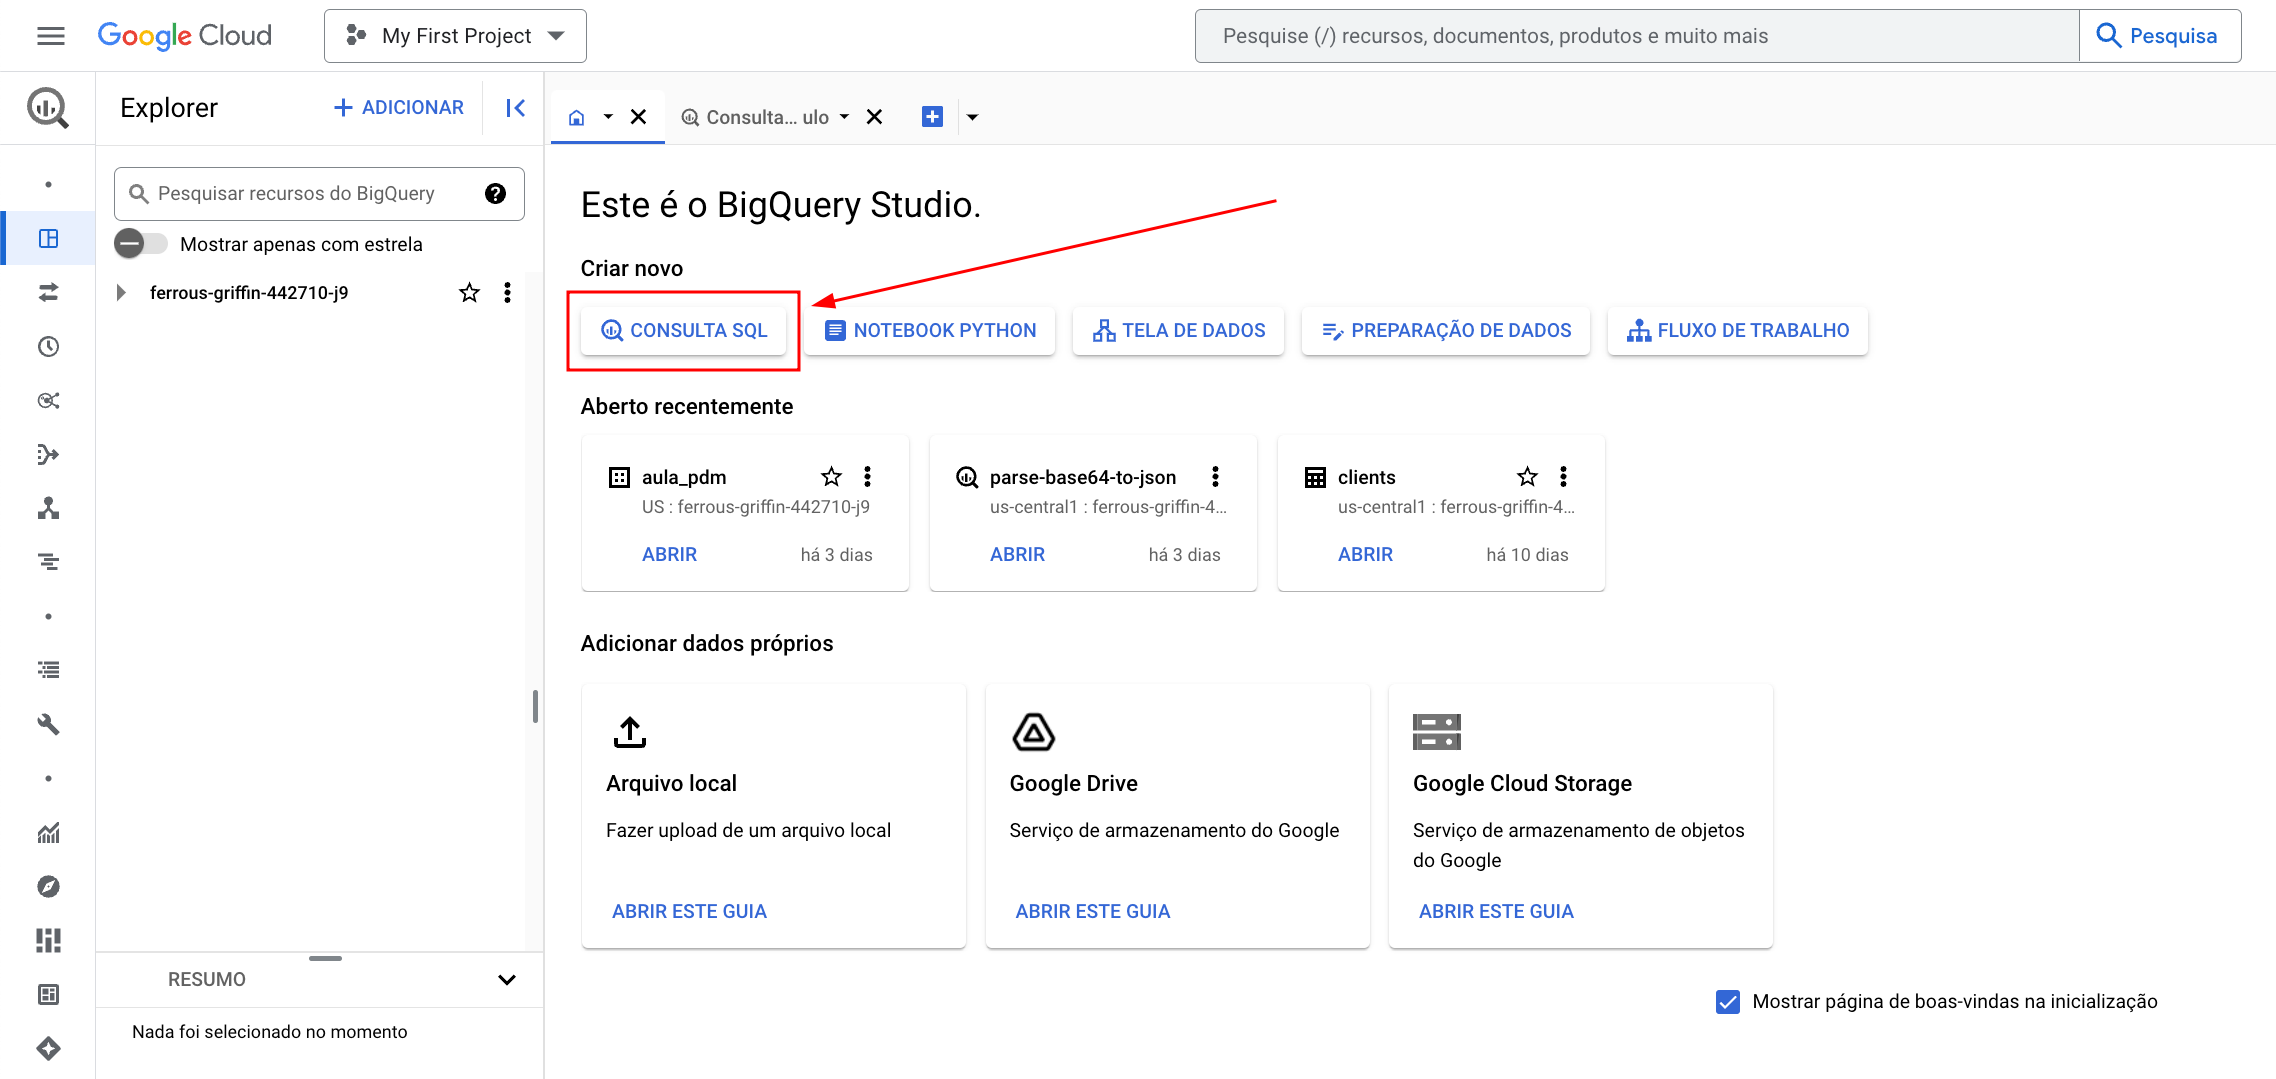 Google Cloud
My First Project
Pesquise (/) recursos, documentos, produtos e muito mais
Pesquisa
Explorer
ADICIONAR
Consulta... ulo
Pesquisar recursos do BigQuery
Mostrar apenas com estrela
ferrous-griffin-442710-j9
Este é o BigQuery Studio.
Criar novo
CONSULTA SQL
NOTEBOOK PYTHON
TELA DE DADOS
PREPARAÇÃO DE DADOS
FLUXO DE TRABALHO
Aberto recentemente
aula_pdm
US : ferrous-griffin-442710-j9
ABRIR
há 3 dias
parse-base64-to-json
us-central1 : ferrous-griffin-4...
ABRIR
há 3 dias
clients
us-central1 : ferrous-griffin-4...
ABRIR
há 10 dias
Adicionar dados próprios
Arquivo local
Fazer upload de um arquivo local
ABRIR ESTE GUIA
Google Drive
Serviço de armazenamento do Google
ABRIR ESTE GUIA
Google Cloud Storage
Serviço de armazenamento de objetos
do Google
ABRIR ESTE GUIA
RESUMO
Nada foi selecionado no momento
Mostrar página de boas-vindas na inicialização